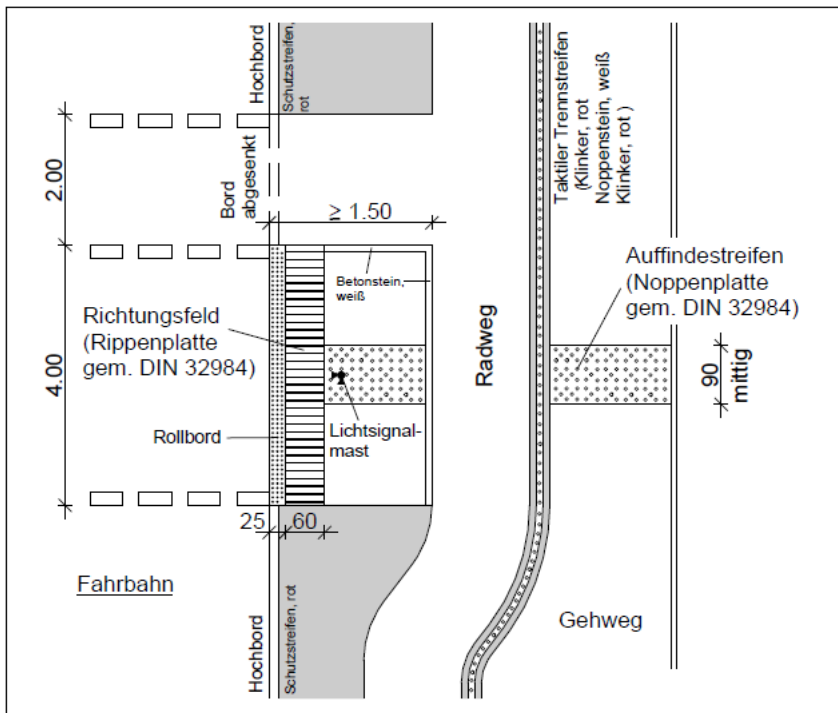 Hochbord
Schutzstreifen,
rot
Taktiler Trennstreifen
(Klinker, rot
Noppenstein, weiß
Klinker, rot )
2.00
Bord
abgesenkt
≥ 1.50
Betonstein,
weiß
Auffindestreifen
(Noppenplatte
gem. DIN 32984)
Richtungsfeld
(Rippenplatte
gem. DIN 32984)
Radweg
4.00
90
mittig
Rollbord
Lichtsignal-
mast
25
60
Fahrbahn
Hochbord
Schutzstreifen, rot
Gehweg